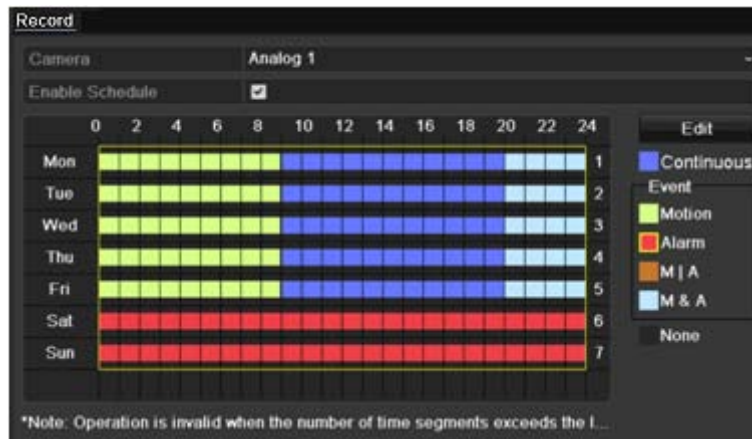 Record
Camera Analog 1
Enable Schedule
0 2 4 6 8 10 12 14 16 18 20 22 24
Edit
Mon 1
Continuous
Event
Tue 2
Motion
Wed 3
Alarm
Thu 4
M | A
Fri 5
M & A
Sat 6
None
Sun 7
*Note: Operation is invalid when the number of time segments exceeds the l...